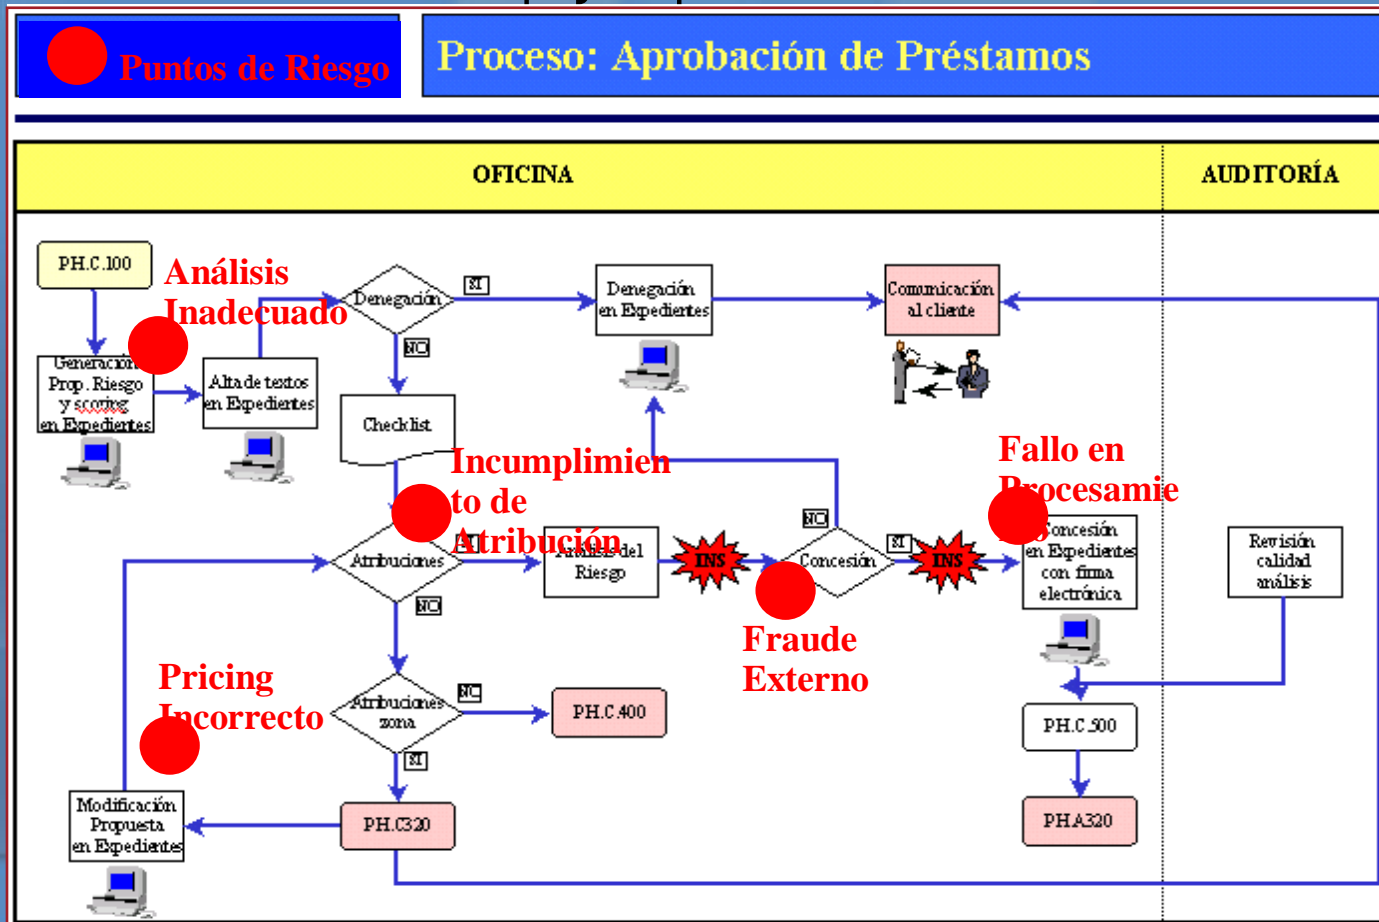 Puntos de Riesgo
Proceso: Aprobación de Préstamos
OFICINA
AUDITORÍA
PH.C.100
Análisis
Inadecuado
Generación
Prop. Riesgo
y scoring
en Expedientes
Alta de textos
en Expedientes
Denegación
SI
NO
Denegación
en Expedientes
Comunicación
al cliente
Checklist
Incumplimien
to de
Atribución
Atribuciones
SI
NO
Análisis del
Riesgo
INS
Concesión
NO
SI
INS
Fraude
Externo
Fallo en
Procesamie
Concesión
en Expedientes
con firma
electrónica
Revisión
calidad
análisis
Pricing
Incorrecto
Atribuciones
zona
NO
SI
PH.C.400
PH.C.500
Modificación
Propuesta
en Expedientes
PH.C320
PH.A320